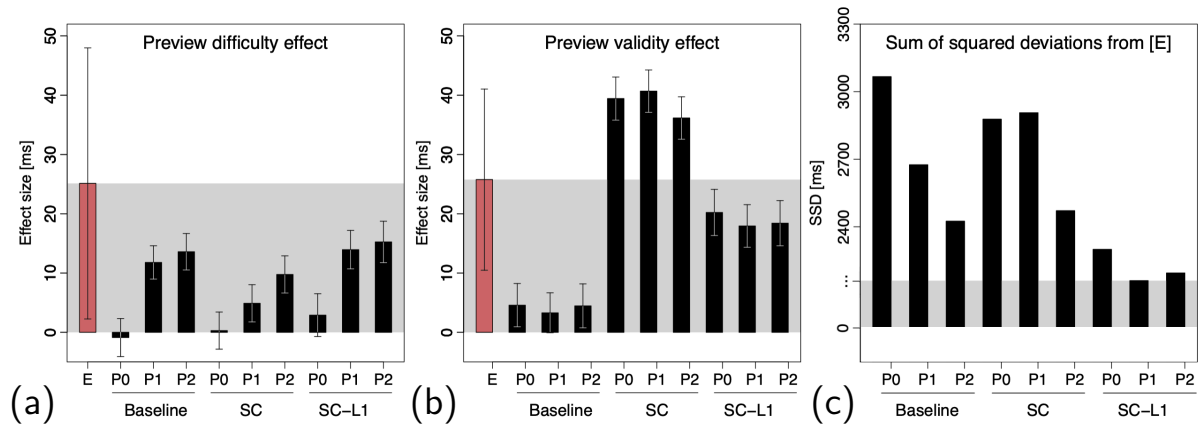 Preview difficulty effect
Effect size [ms]
50
40
30
20
10
0
E P0 P1 P2 P0 P1 P2 P0 P1 P2
Baseline SC SC−L1
(a)
Preview validity effect
Effect size [ms]
50
40
30
20
10
0
E P0 P1 P2 P0 P1 P2 P0 P1 P2
Baseline SC SC−L1
(b)
Sum of squared deviations from [E]
SSD [ms]
3300
3000
2700
2400
...
0
P0 P1 P2 P0 P1 P2 P0 P1 P2
Baseline SC SC−L1
(c)